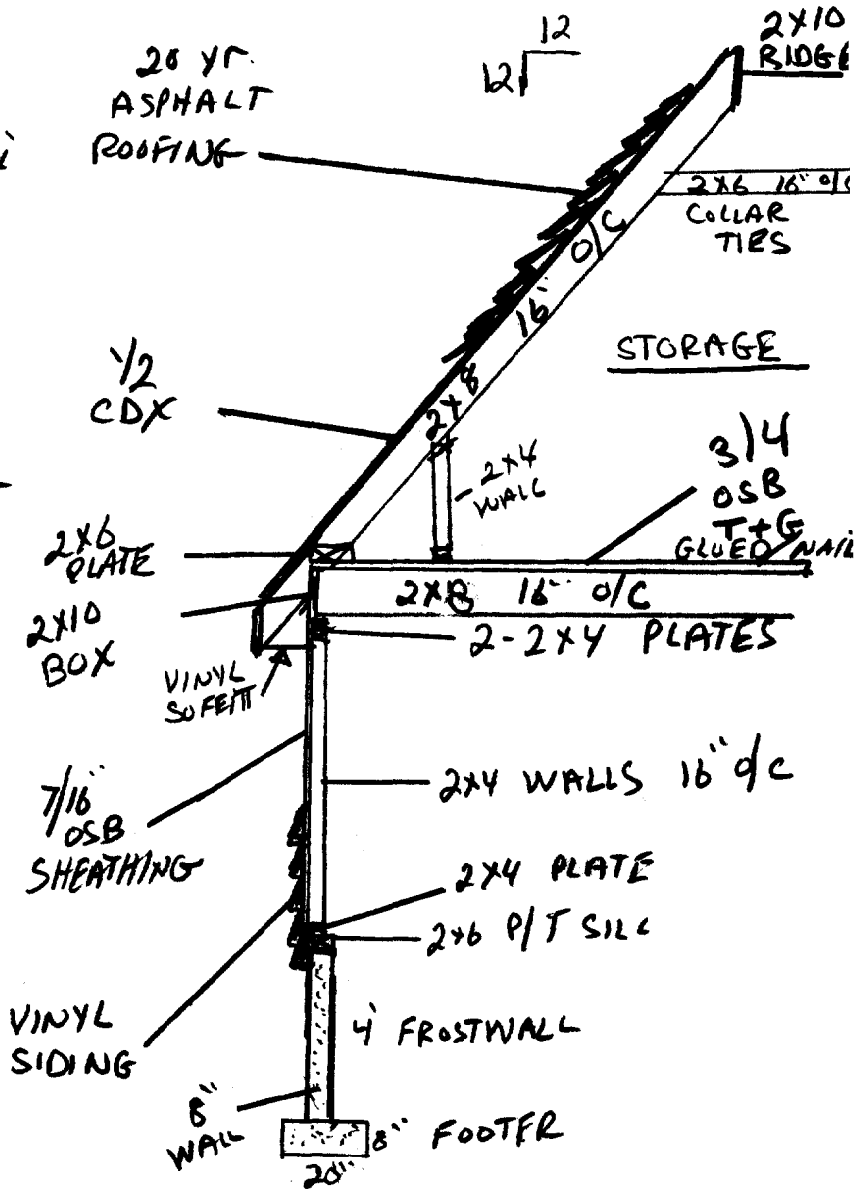 12
12
2X10
RIDGE
20 yr.
ASPHALT
ROOFING
2X6 16" O/C
COLLAR
TIES
2X8 16" O/C
STORAGE
1/2
CDX
2X4
WALL
3/4
OSB
T+G
GLUED/NAIL
2X6
PLATE
16" O/C
2X10
BOX
2-2X4 PLATES
VINYL
SOFEIT
2X4 WALLS 16" O/C
7/16"
OSB
SHEATHING
2X4 PLATE
2X6 P/T SILL
VINYL
SIDING
4' FROSTWALL
8"
WALL
8" FOOTER
20"